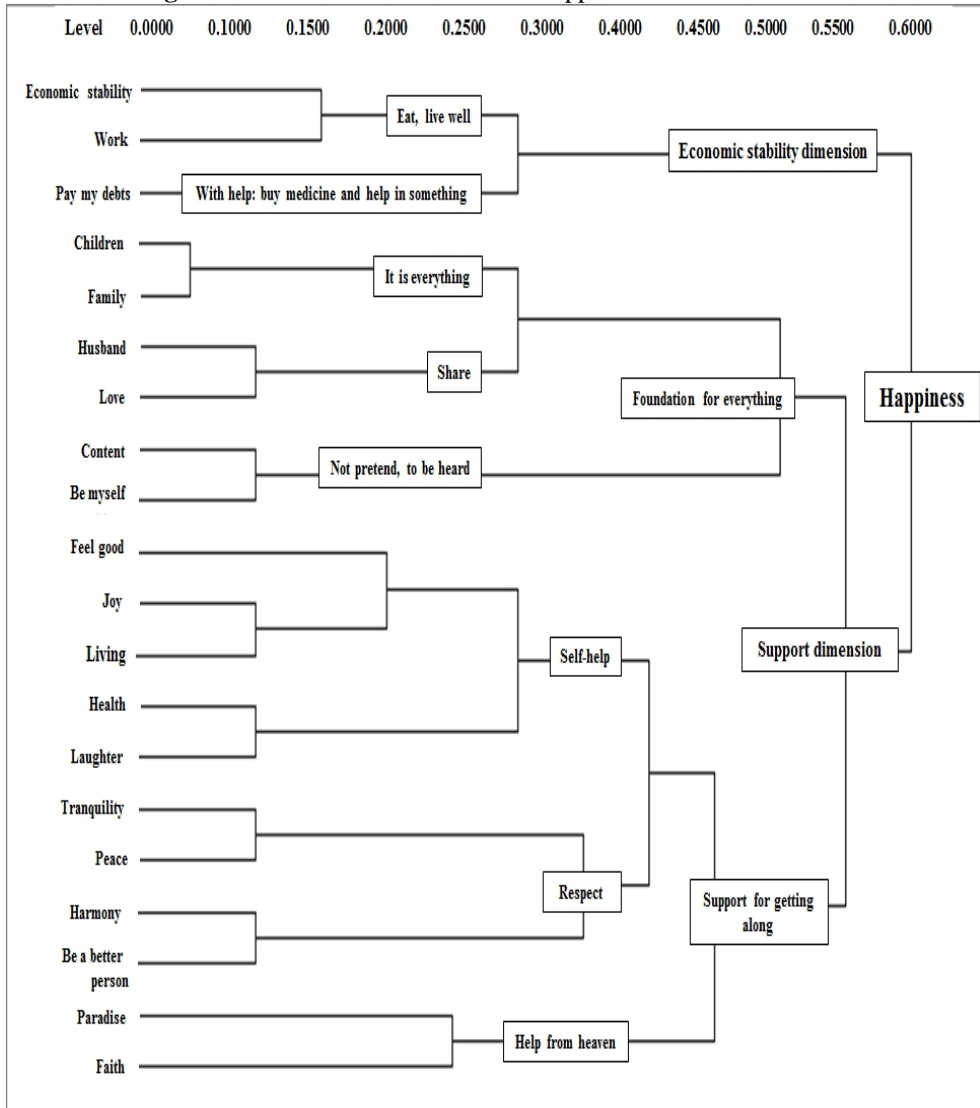 Level 0.0000 0.1000 0.1000 0.2000 0.2500 0.3000 0.4000 0.4500 0.5000 0.5500 0.6000
Economic stability
Eat, live well
Work
Economic stability dimension
Pay my debts
With help: buy medicine and help in something
Children
It is everything
Family
Husband
Share
Love
Foundation for everything
Happiness
Content
Not pretend, to be heard
Be myself
Feel good
Joy
Living
Self-help
Support dimension
Health
Laughter
Tranquility
Peace
Respect
Harmony
Support for getting
along
Be a better
person
Paradise
Help from heaven
Faith